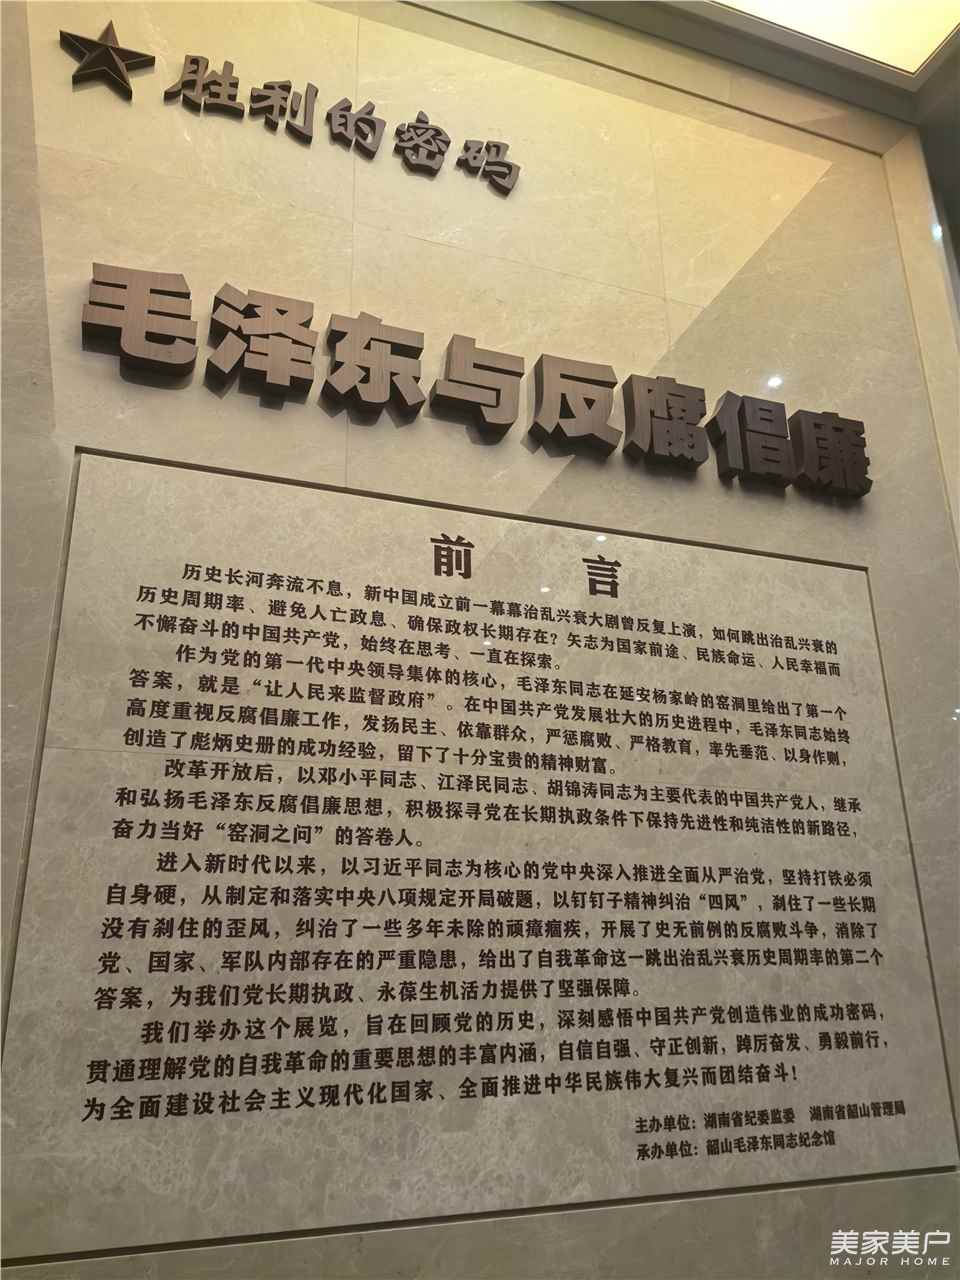 胜利的密码
毛泽东与反腐倡廉
前言
历史长河奔流不息，新中国成立前一幕幕治乱兴衰大剧曾反复上演，如何跳出治乱兴衰的
历史周期率、避免人亡政息、确保政权长期存在？矢志为国家前途、民族命运、人民幸福而
不懈奋斗的中国共产党，始终在思考、一直在探索。
作为党的第一代中央领导集体的核心，毛泽东同志在延安杨家岭的窑洞里给出了第一个
答案，就是“让人民来监督政府”。在中国共产党发展壮大的历史进程中，毛泽东同志始终
高度重视反腐倡廉工作，发扬民主、依靠群众，严惩腐败、严格教育，率先垂范、以身作则，
创造了彪炳史册的成功经验，留下了十分宝贵的精神财富。
改革开放后，以邓小平同志、江泽民同志、胡锦涛同志为主要代表的中国共产党人，继承
和弘扬毛泽东反腐倡廉思想，积极探寻党在长期执政条件下保持先进性和纯洁性的新路径，
奋力当好“窑洞之问”的答卷人。
进入新时代以来，以习近平同志为核心的党中央深入推进全面从严治党，坚持打铁必须
自身硬，从制定和落实中央八项规定开局破题，以钉钉子精神纠治“四风”，刹住了一些长期
没有刹住的歪风，纠治了一些多年未除的顽瘴痼疾，开展了史无前例的反腐败斗争，消除了
党、国家、军队内部存在的严重隐患，给出了自我革命这一跳出治乱兴衰历史周期率的第二个
答案，为我们党长期执政、永葆生机活力提供了坚强保障。
我们举办这个展览，旨在回顾党的历史，深刻感悟中国共产党创造伟业的成功密码，
贯通理解党的自我革命的重要思想的丰富内涵，自信自强、守正创新，踔厉奋发、勇毅前行，
为全面建设社会主义现代化国家、全面推进中华民族伟大复兴而团结奋斗！
主办单位：湖南省纪委监委 湖南省韶山管理局
承办单位：韶山毛泽东同志纪念馆
美家美户
MAJOR HOME